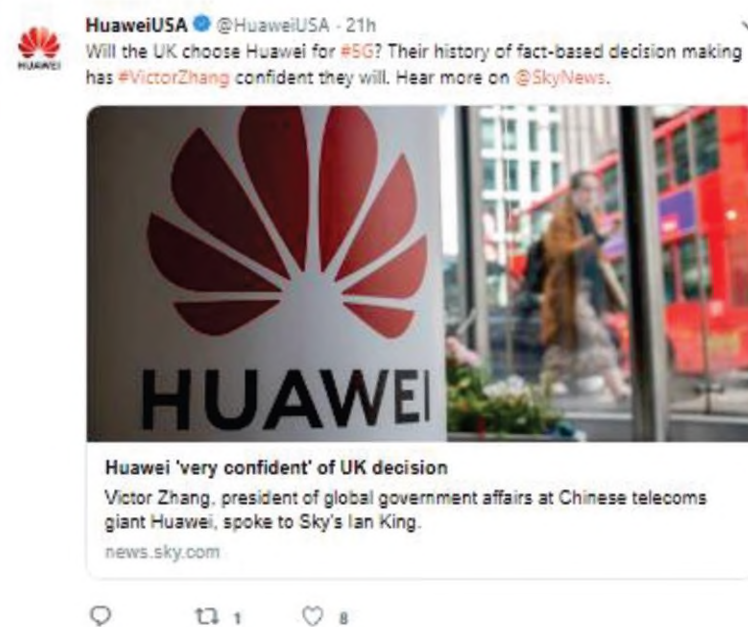 HuaweiUSA @HuaweiUSA · 21h
HUAWEI
Will the UK choose Huawei for #5G? Their history of fact-based decision making
has #VictorZhang confident they will. Hear more on @SkyNews.
HUAWEI
Huawei 'very confident' of UK decision
Victor Zhang, president of global government affairs at Chinese telecoms
giant Huawei, spoke to Sky's Ian King.
news.sky.com
1 8